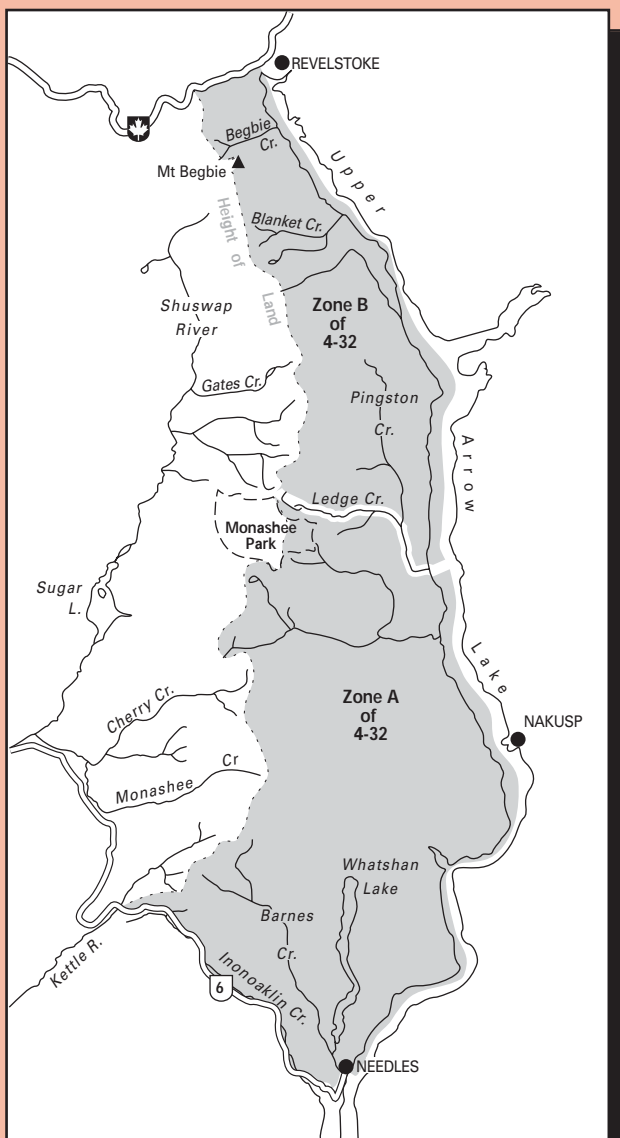 REVELSTOKE
Begbie
Cr.
Mt Begbie
Upper
Height of
Land
Blanket Cr.
Shuswap
River
Zone B
of
4-32
Gates Cr.
Pingston
Cr.
Arrow
Ledge Cr.
Monashee
Park
Sugar
L.
Lake
Zone A
of
4-32
Cherry Cr.
NAKUSP
Monashee Cr
Whatshan
Lake
Barnes
Cr.
Kettle R.
Inonoaklin Cr.
6
NEEDLES